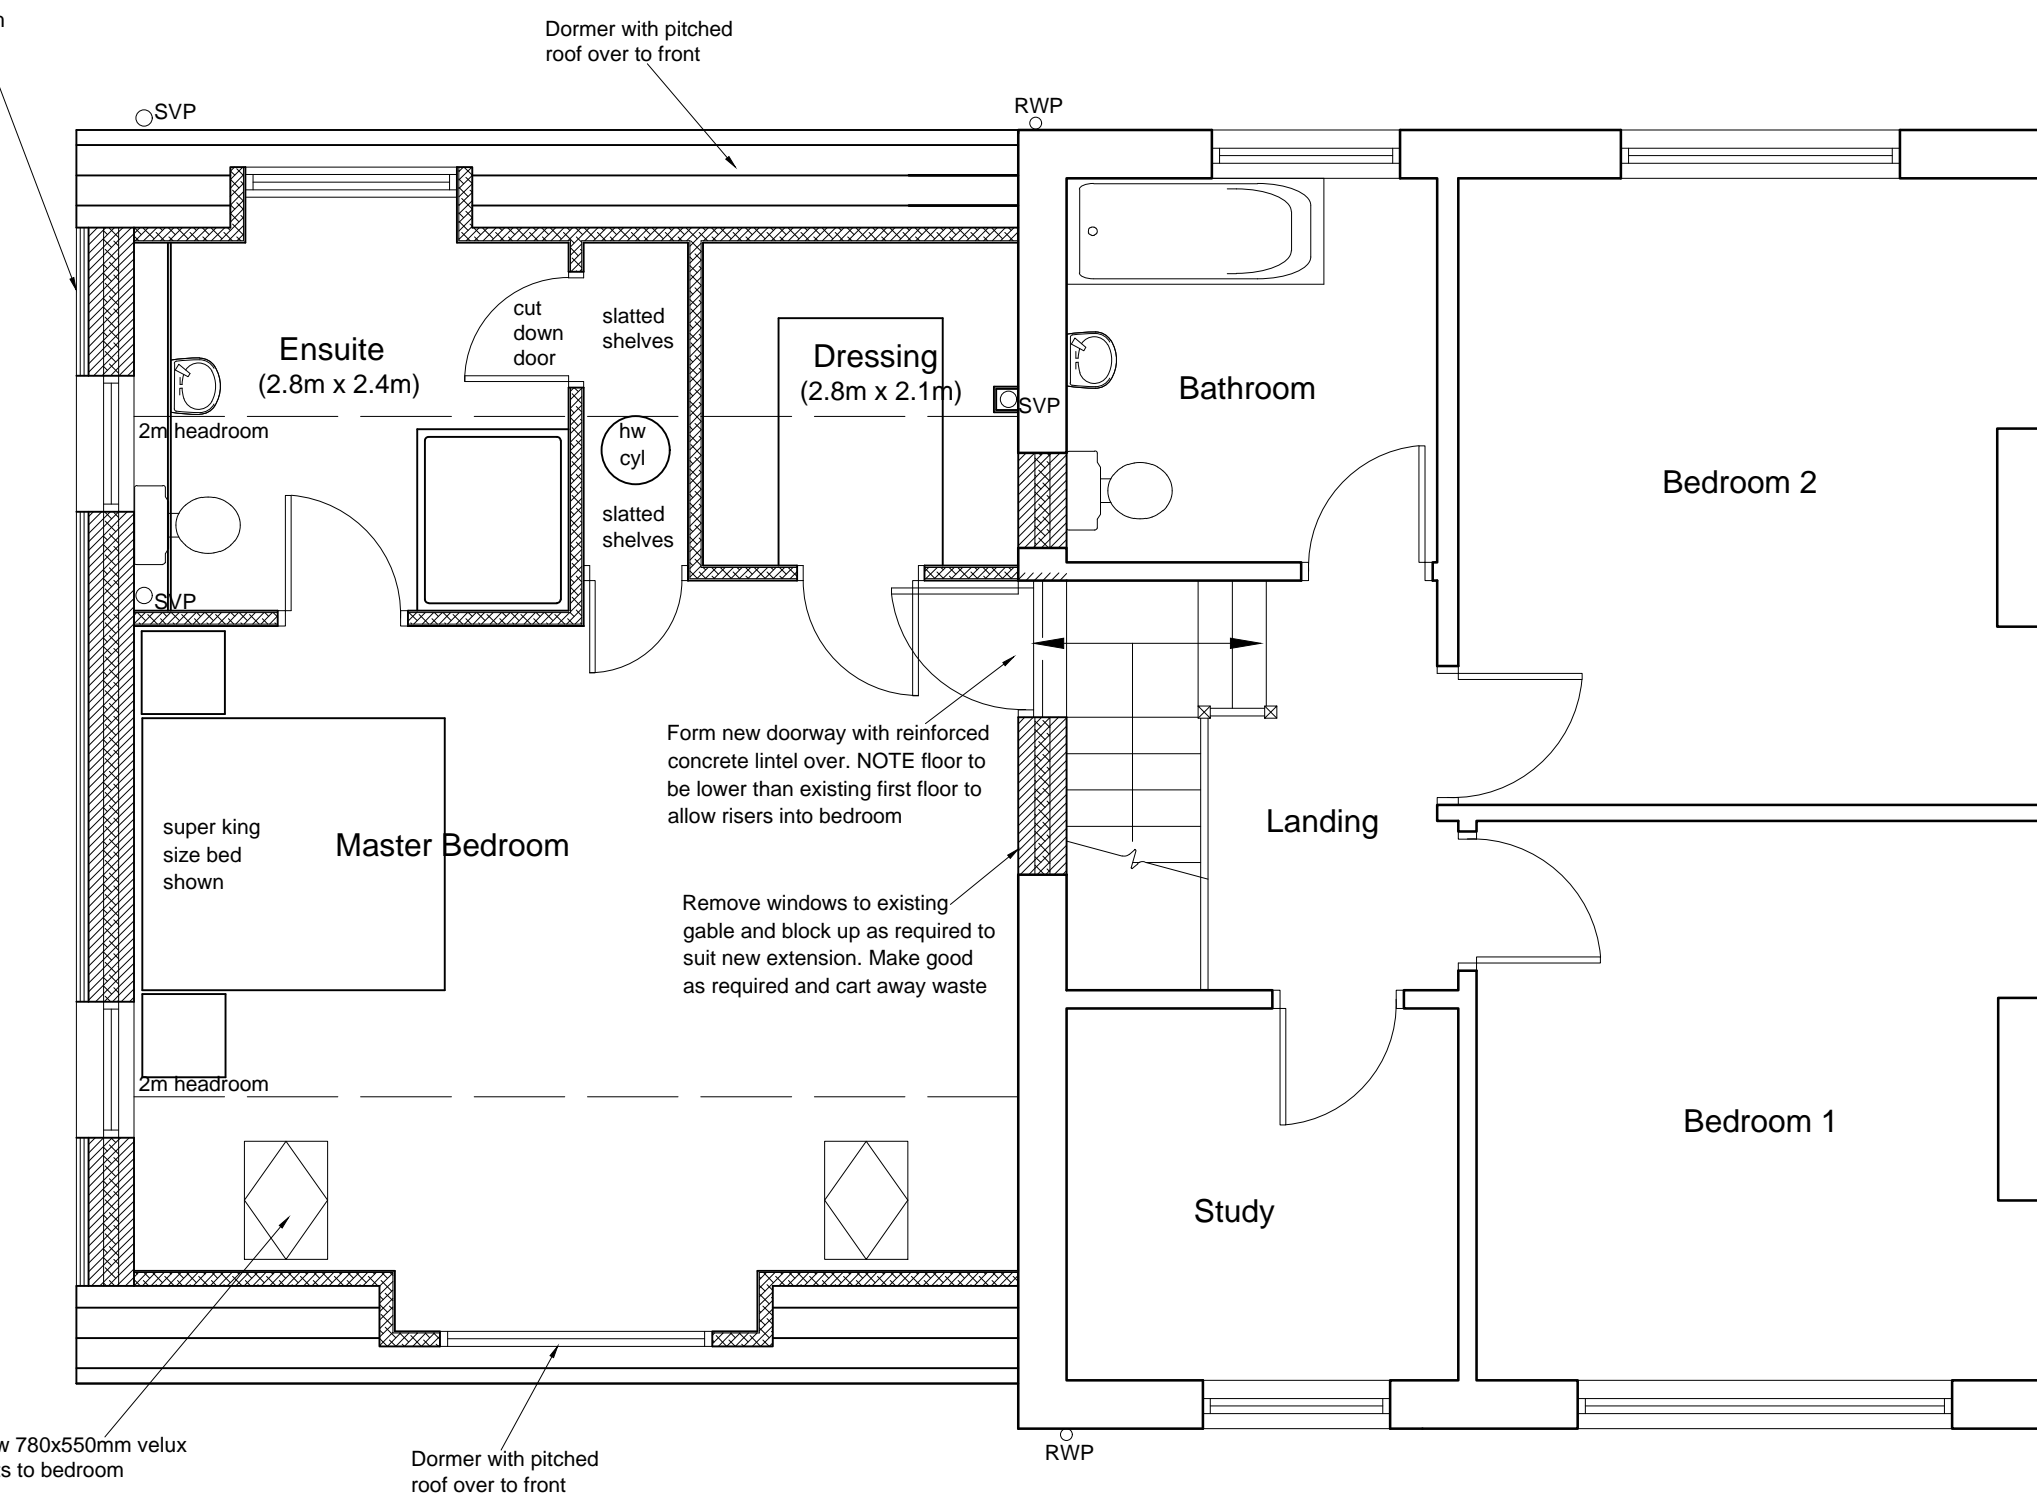 Dormer with pitched
roof over to front
SVP
RWP
Ensuite
(2.8m x 2.4m)
cut
down
door
slatted
shelves
Dressing
(2.8m x 2.1m)
SVP
Bathroom
2m headroom
hw
cyl
slatted
shelves
Bedroom 2
SVP
Form new doorway with reinforced
concrete lintel over. NOTE floor to
be lower than existing first floor to
allow risers into bedroom
super king
size bed
shown
Master Bedroom
Landing
Remove windows to existing
gable and block up as required to
suit new extension. Make good
as required and cart away waste
2m headroom
Bedroom 1
Study
780x550mm velux
to bedroom
Dormer with pitched
roof over to front
RWP